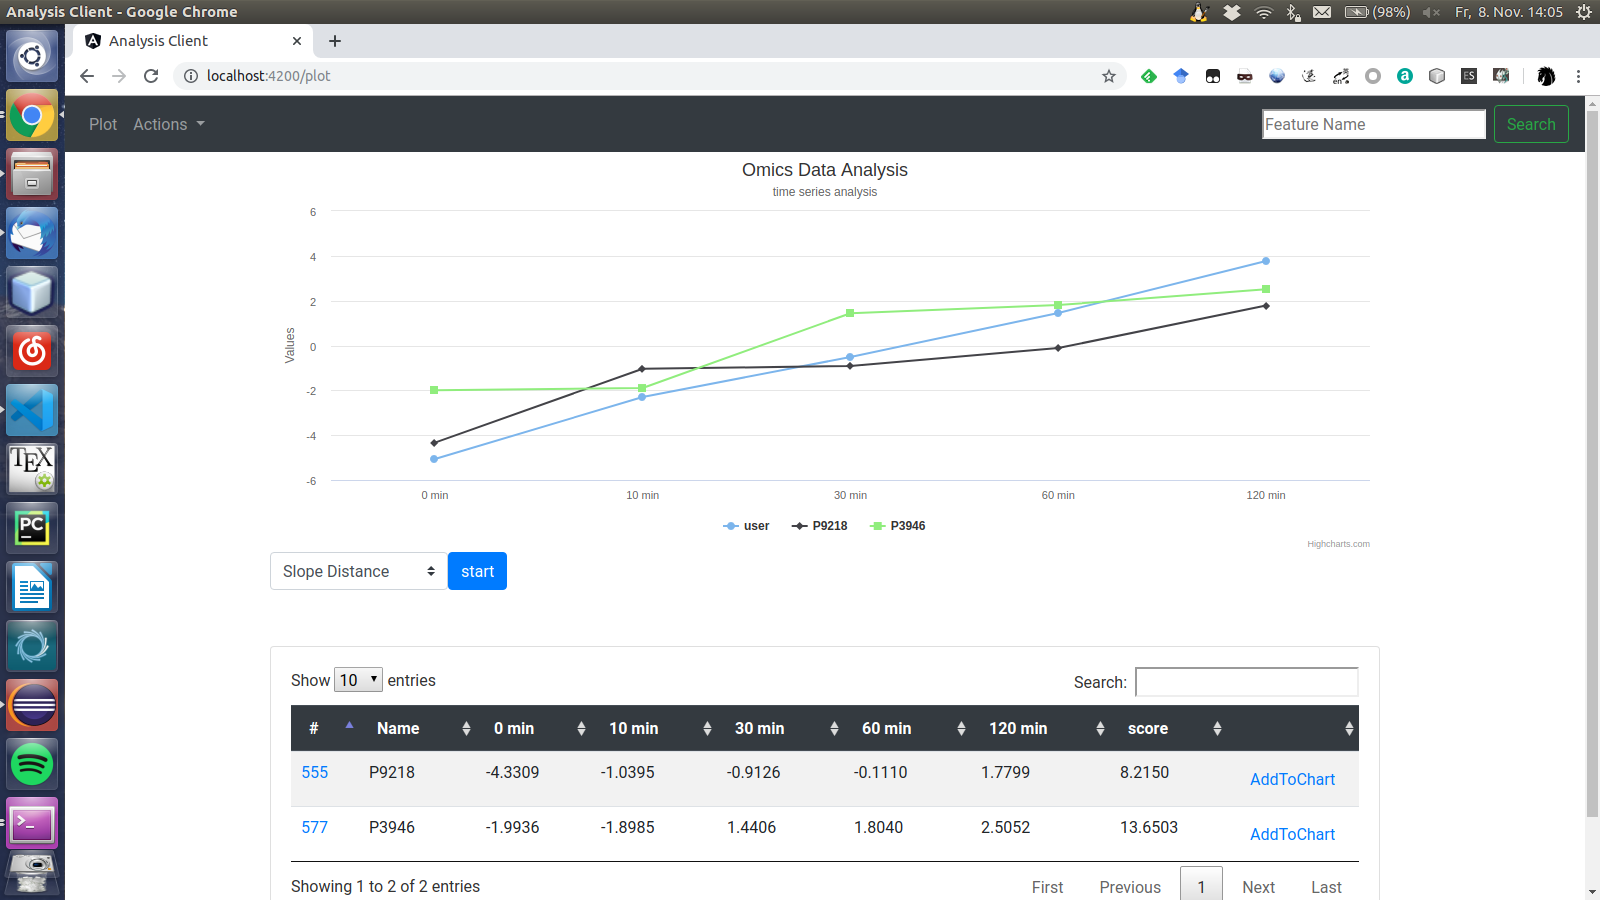 Analysis Client - Google Chrome
(98%)
Fr, 8. Nov. 14:05
Analysis Client
localhost:4200/plot
en
a
ES
Plot
Actions
Feature Name
Search
Omics Data Analysis
time series analysis
6
4
2
0
-2
-4
-6
Values
0 min
10 min
30 min
60 min
120 min
user
P9218
P3946
Highcharts.com
Slope Distance
start
Show 10 entries
Search:
# Name 0 min 10 min 30 min 60 min 120 min score
555 P9218 -4.3309 -1.0395 -0.9126 -0.1110 1.7799 8.2150 AddToChart
577 P3946 -1.9936 -1.8985 1.4406 1.8040 2.5052 13.6503 AddToChart
Showing 1 to 2 of 2 entries
First Previous 1 Next Last
TEX
PC
>_